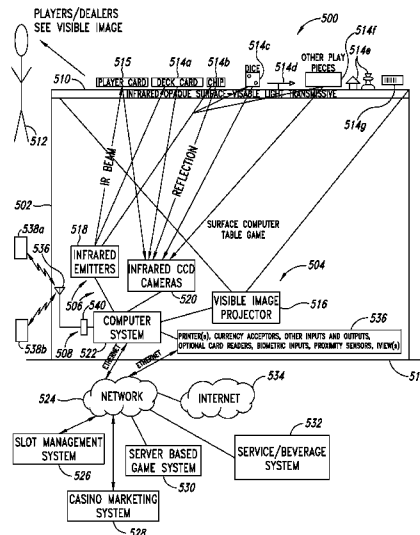 PLAYERS/DEALERS
SEE VISIBLE IMAGE
500
514f
514c
OTHER PLAY
PIECES
514e
515
514a
514b
DICE
514d
510
PLAYER CARD
DECK CARD
CHIP
INFRARED/OPAQUE SURFACE-VISABLE LIGHT TRANSMISSIVE
514g
512
502
IR BEAM
REFLECTION
518
SURFACE COMPUTER
TABLE GAME
538a
536
INFRARED
EMITTERS
INFRARED CCD
CAMERAS
504
506
540
520
VISIBLE IMAGE
PROJECTOR
516
508
COMPUTER
SYSTEM
536
538b
522
PRINTER(S), CURRENCY ACCEPTORS, OTHER INPUTS AND OUTPUTS,
OPTIONAL CARD READERS, BIOMETRIC INPUTS, PROXIMITY SENSORS, IVIEW(S)
ETHERNET
ETHERNET
51
524
NETWORK
INTERNET
534
SLOT MANAGEMENT
SYSTEM
526
SERVER BASED
GAME SYSTEM
530
532
SERVICE/BEVERAGE
SYSTEM
CASINO MARKETING
SYSTEM
528